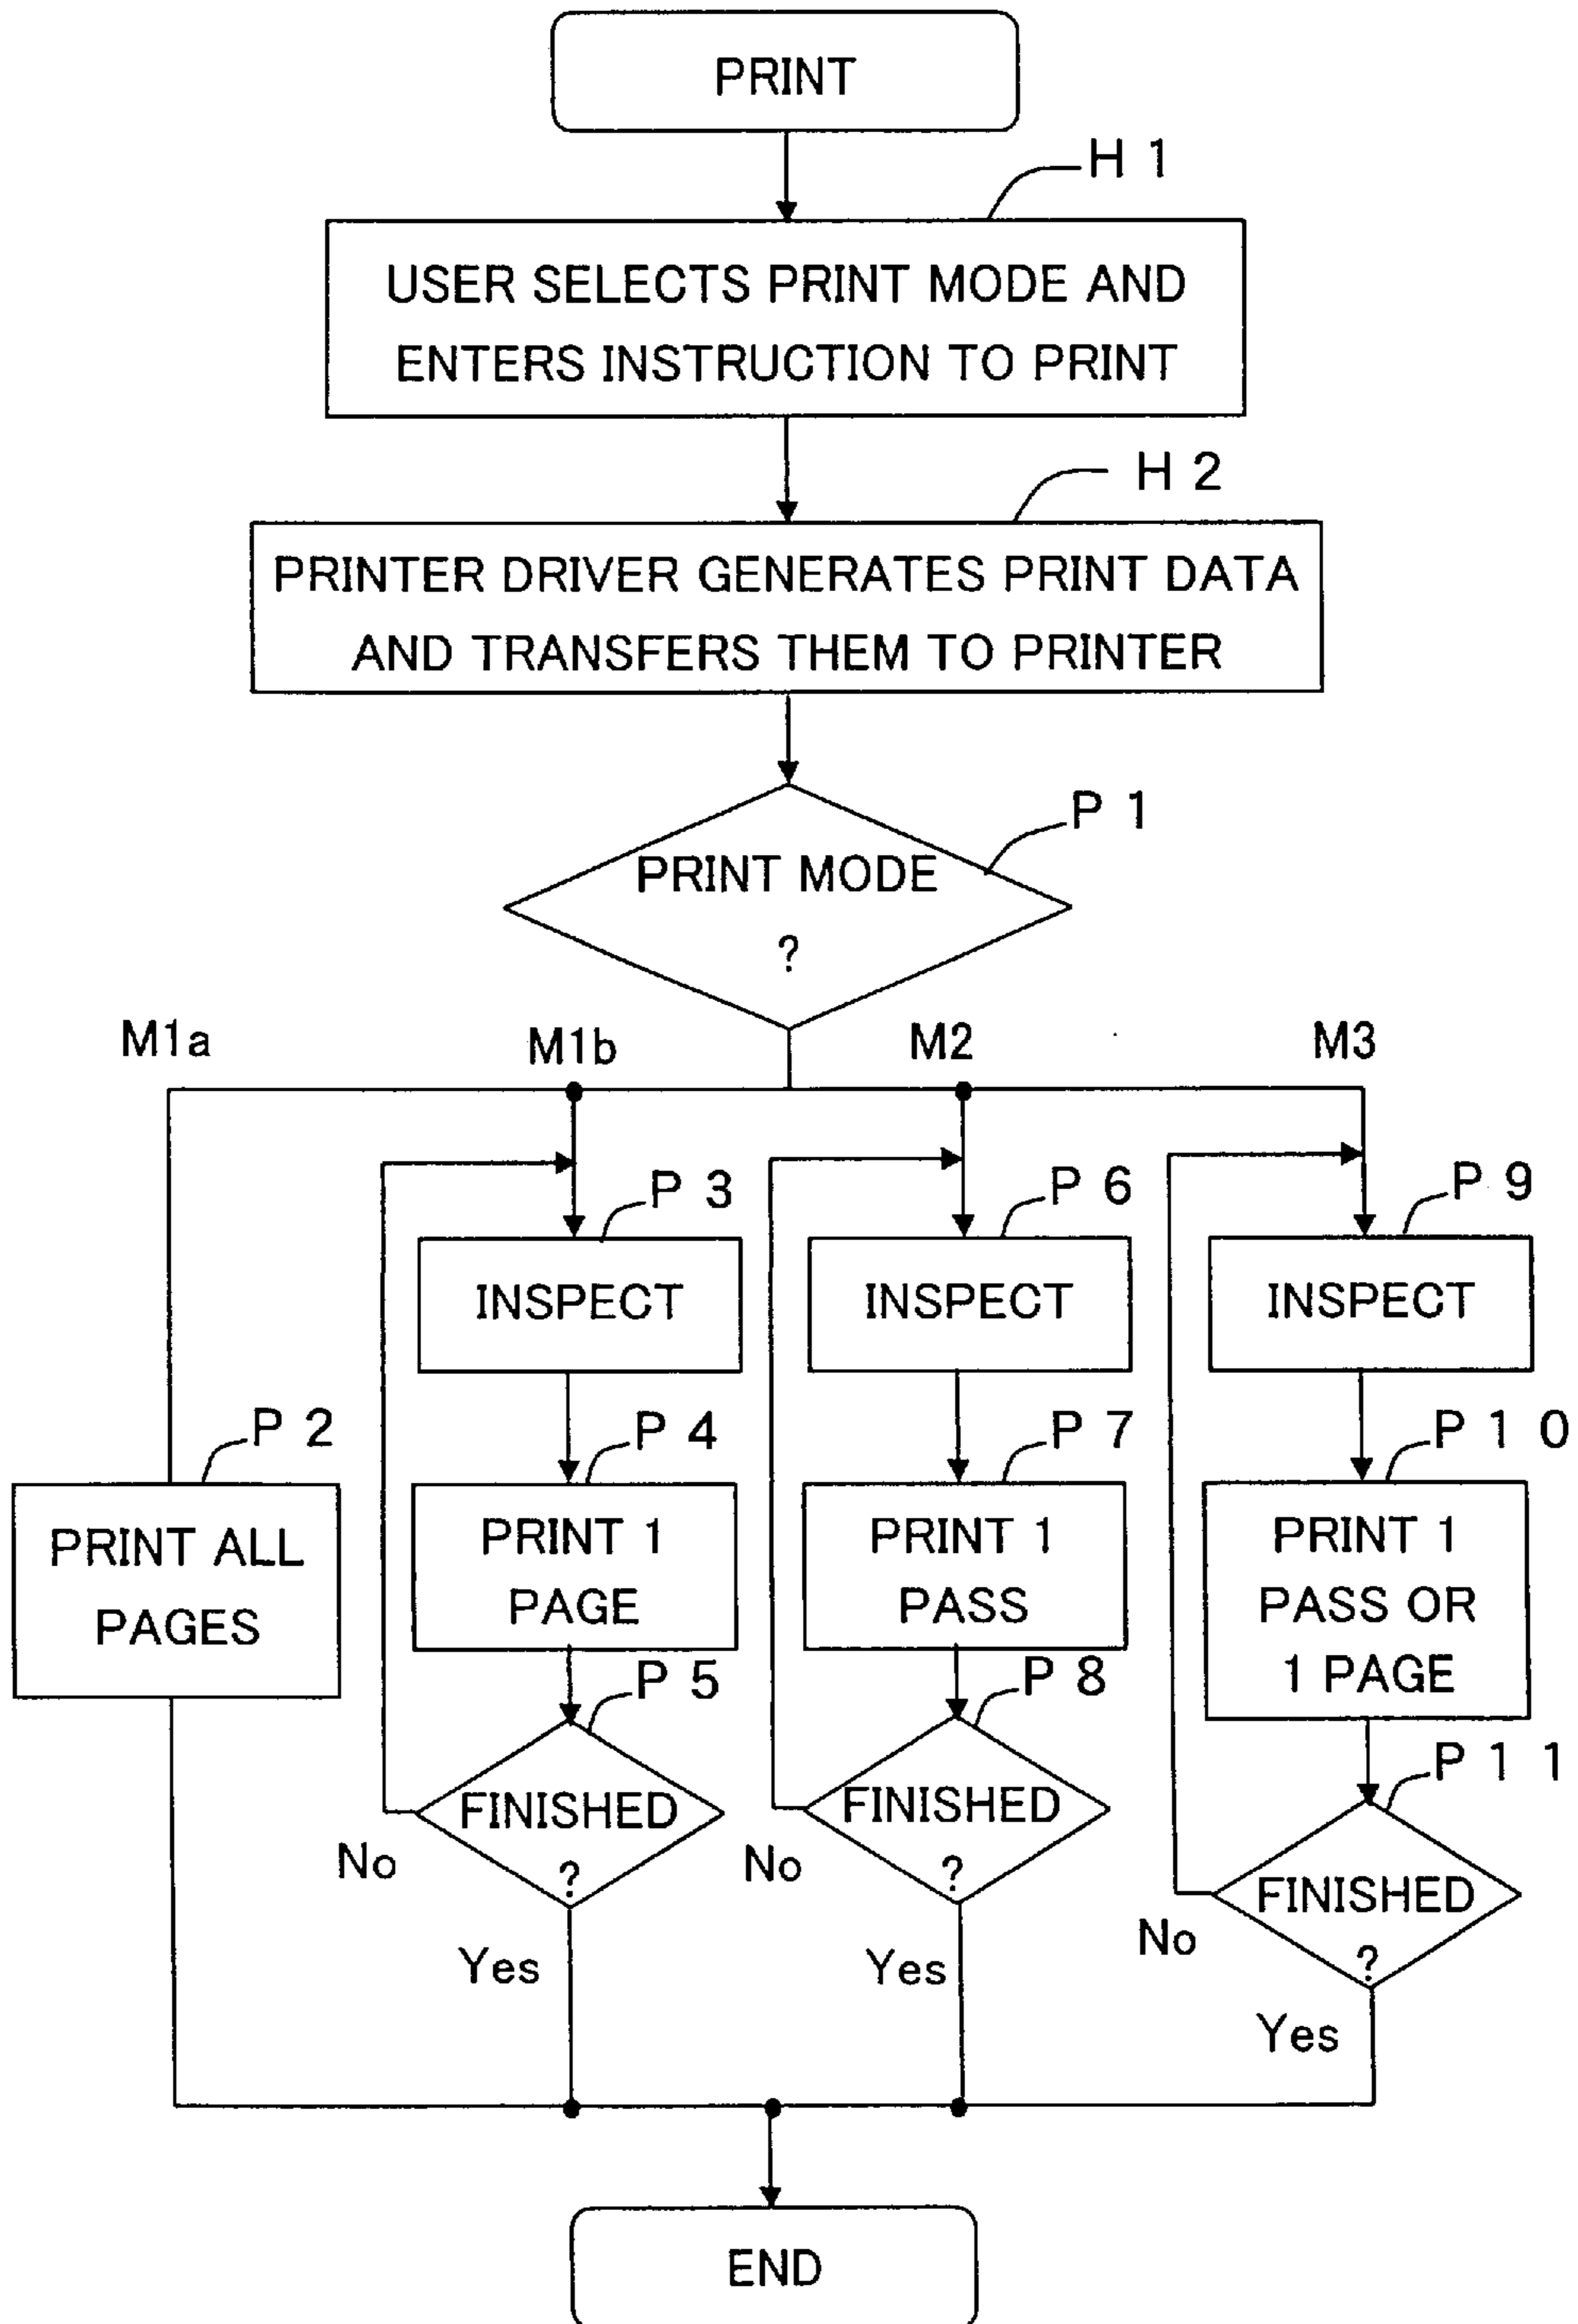 PRINT
H 1
USER SELECTS PRINT MODE AND
ENTERS INSTRUCTION TO PRINT
H 2
PRINTER DRIVER GENERATES PRINT DATA
AND TRANSFERS THEM TO PRINTER
P 1
PRINT MODE
?
M1a
M1b
M2
M3
P 3
P 6
P 9
INSPECT
INSPECT
INSPECT
P 2
P 4
P 7
P 1 0
PRINT ALL
PAGES
PRINT 1
PAGE
PRINT 1
PASS
PRINT 1
PASS OR
1 PAGE
P 5
P 8
P 1 1
FINISHED
?
FINISHED
?
FINISHED
?
No
No
No
Yes
Yes
Yes
END